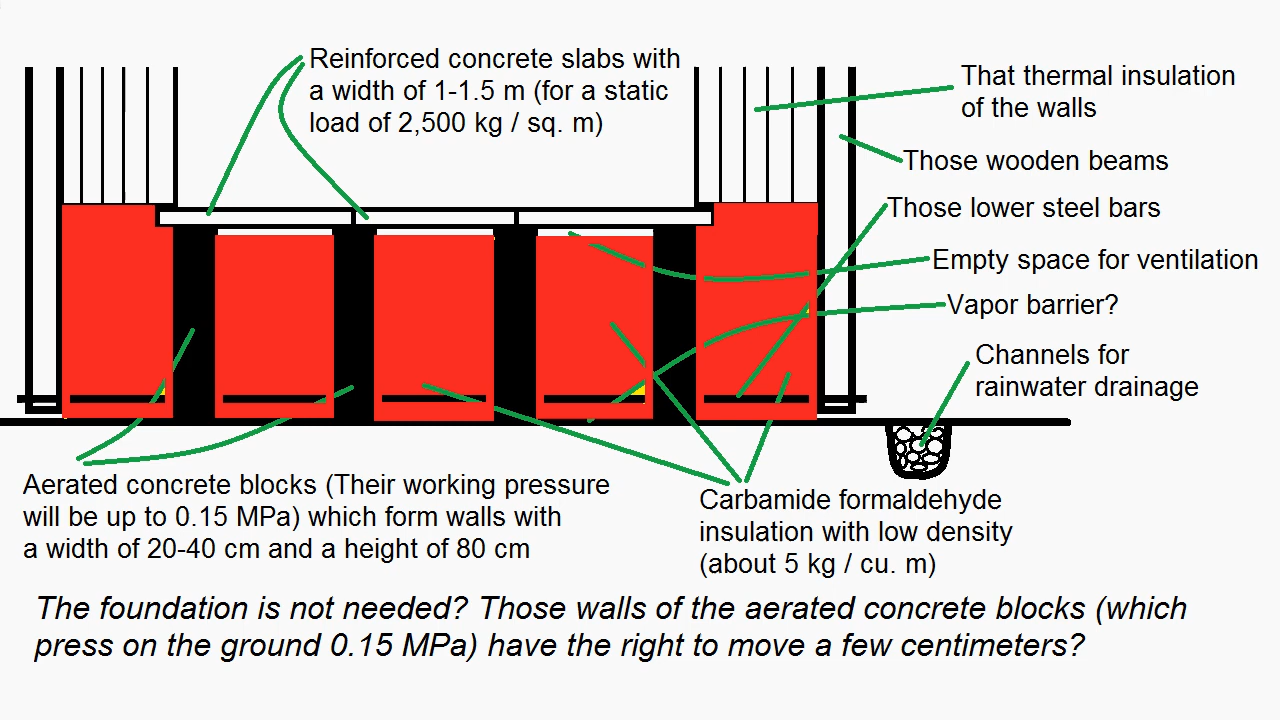 Reinforced concrete slabs with
a width of 1-1.5 m (for a static
load of 2,500 kg / sq. m)
That thermal insulation
of the walls
Those wooden beams
Those lower steel bars
Empty space for ventilation
Vapor barrier?
Channels for
rainwater drainage
Aerated concrete blocks (Their working pressure
will be up to 0.15 MPa) which form walls with
a width of 20-40 cm and a height of 80 cm
Carbamide formaldehyde
insulation with low density
(about 5 kg / cu. m)
The foundation is not needed? Those walls of the aerated concrete blocks (which
press on the ground 0.15 MPa) have the right to move a few centimeters?